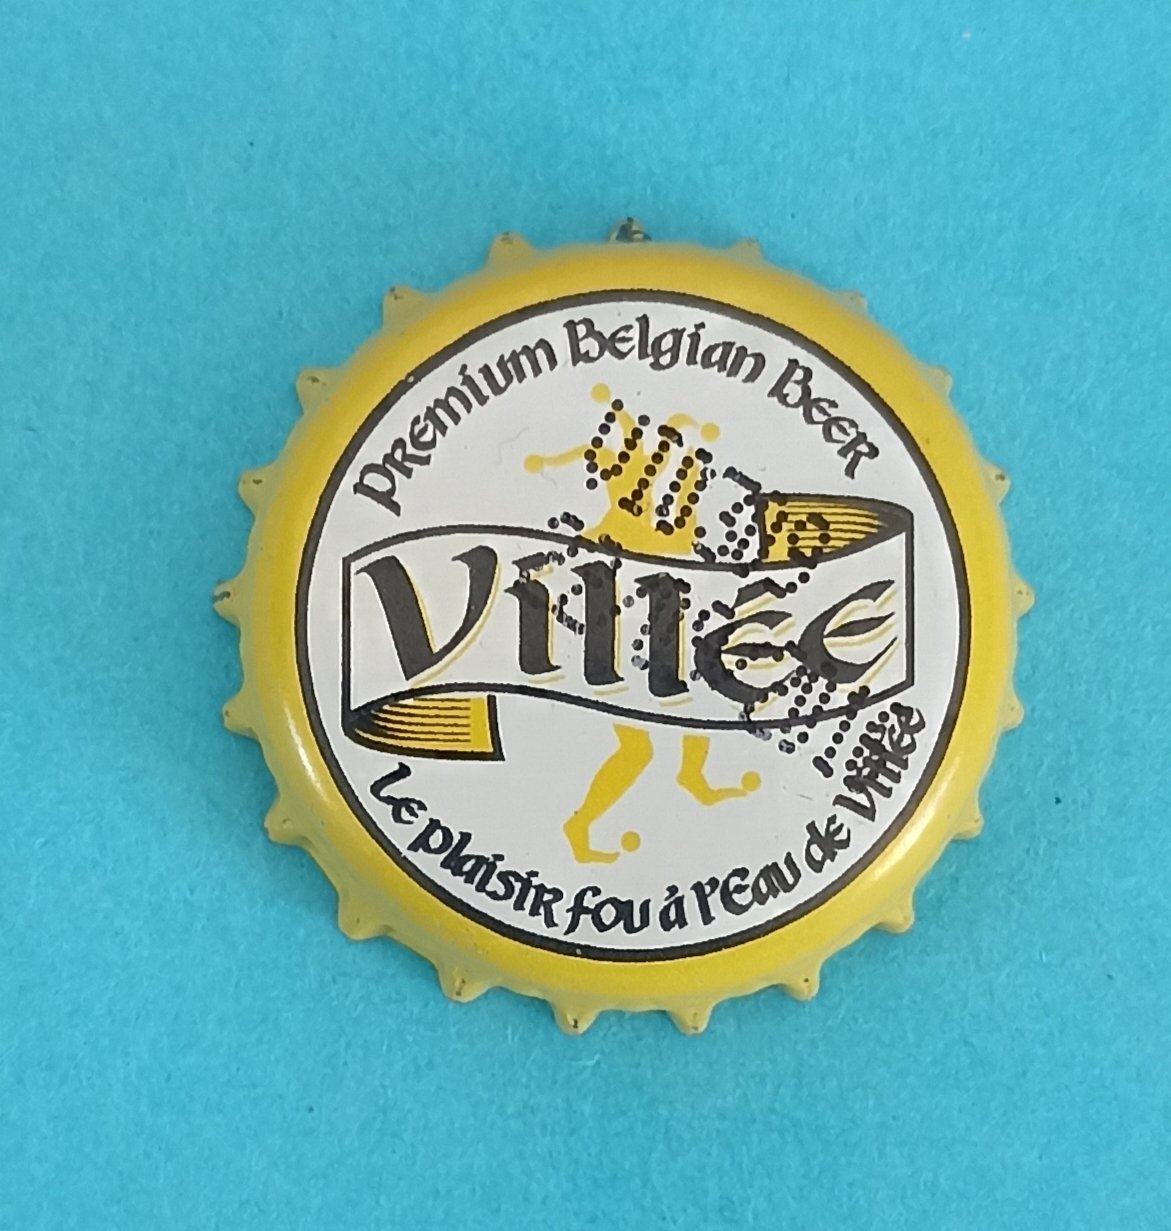 Premium Belgian Beer
Villée
Le plaisir fou à l'Eau de Villée